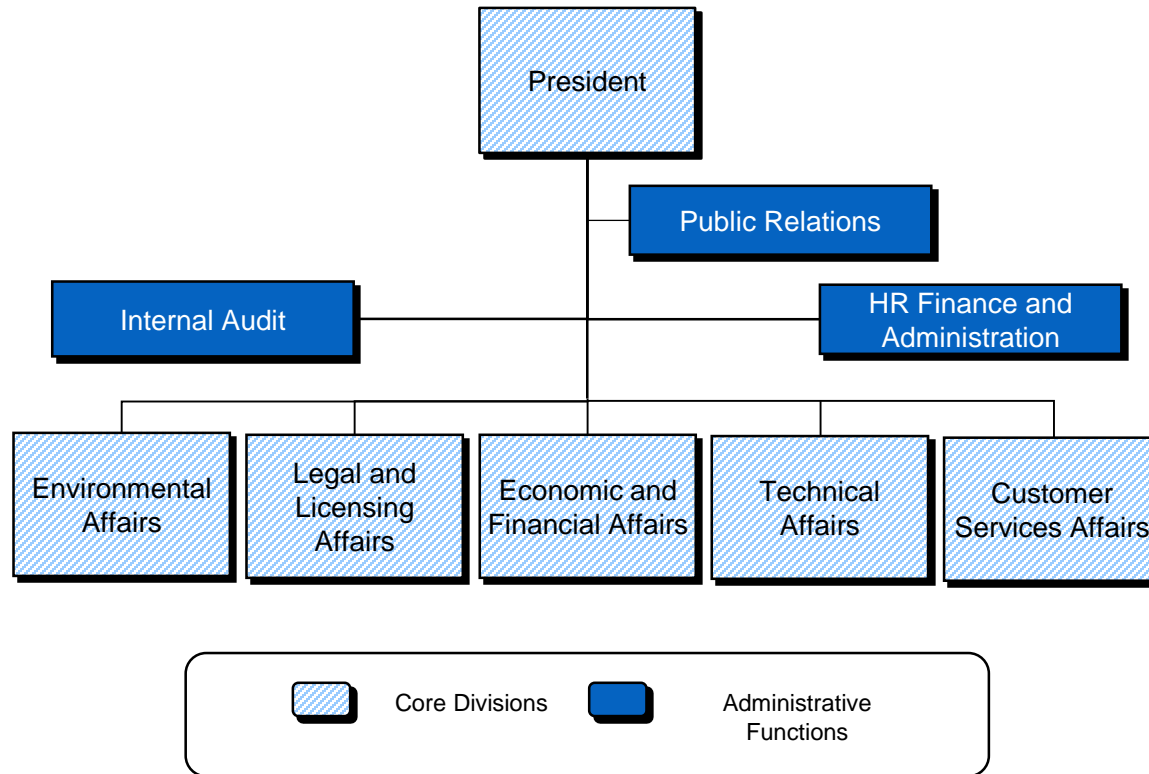 President
Public Relations
Internal Audit
HR Finance and
Administration
Environmental
Affairs
Legal and
Licensing
Affairs
Economic and
Financial Affairs
Technical
Affairs
Customer
Services Affairs
Core Divisions
Administrative
Functions